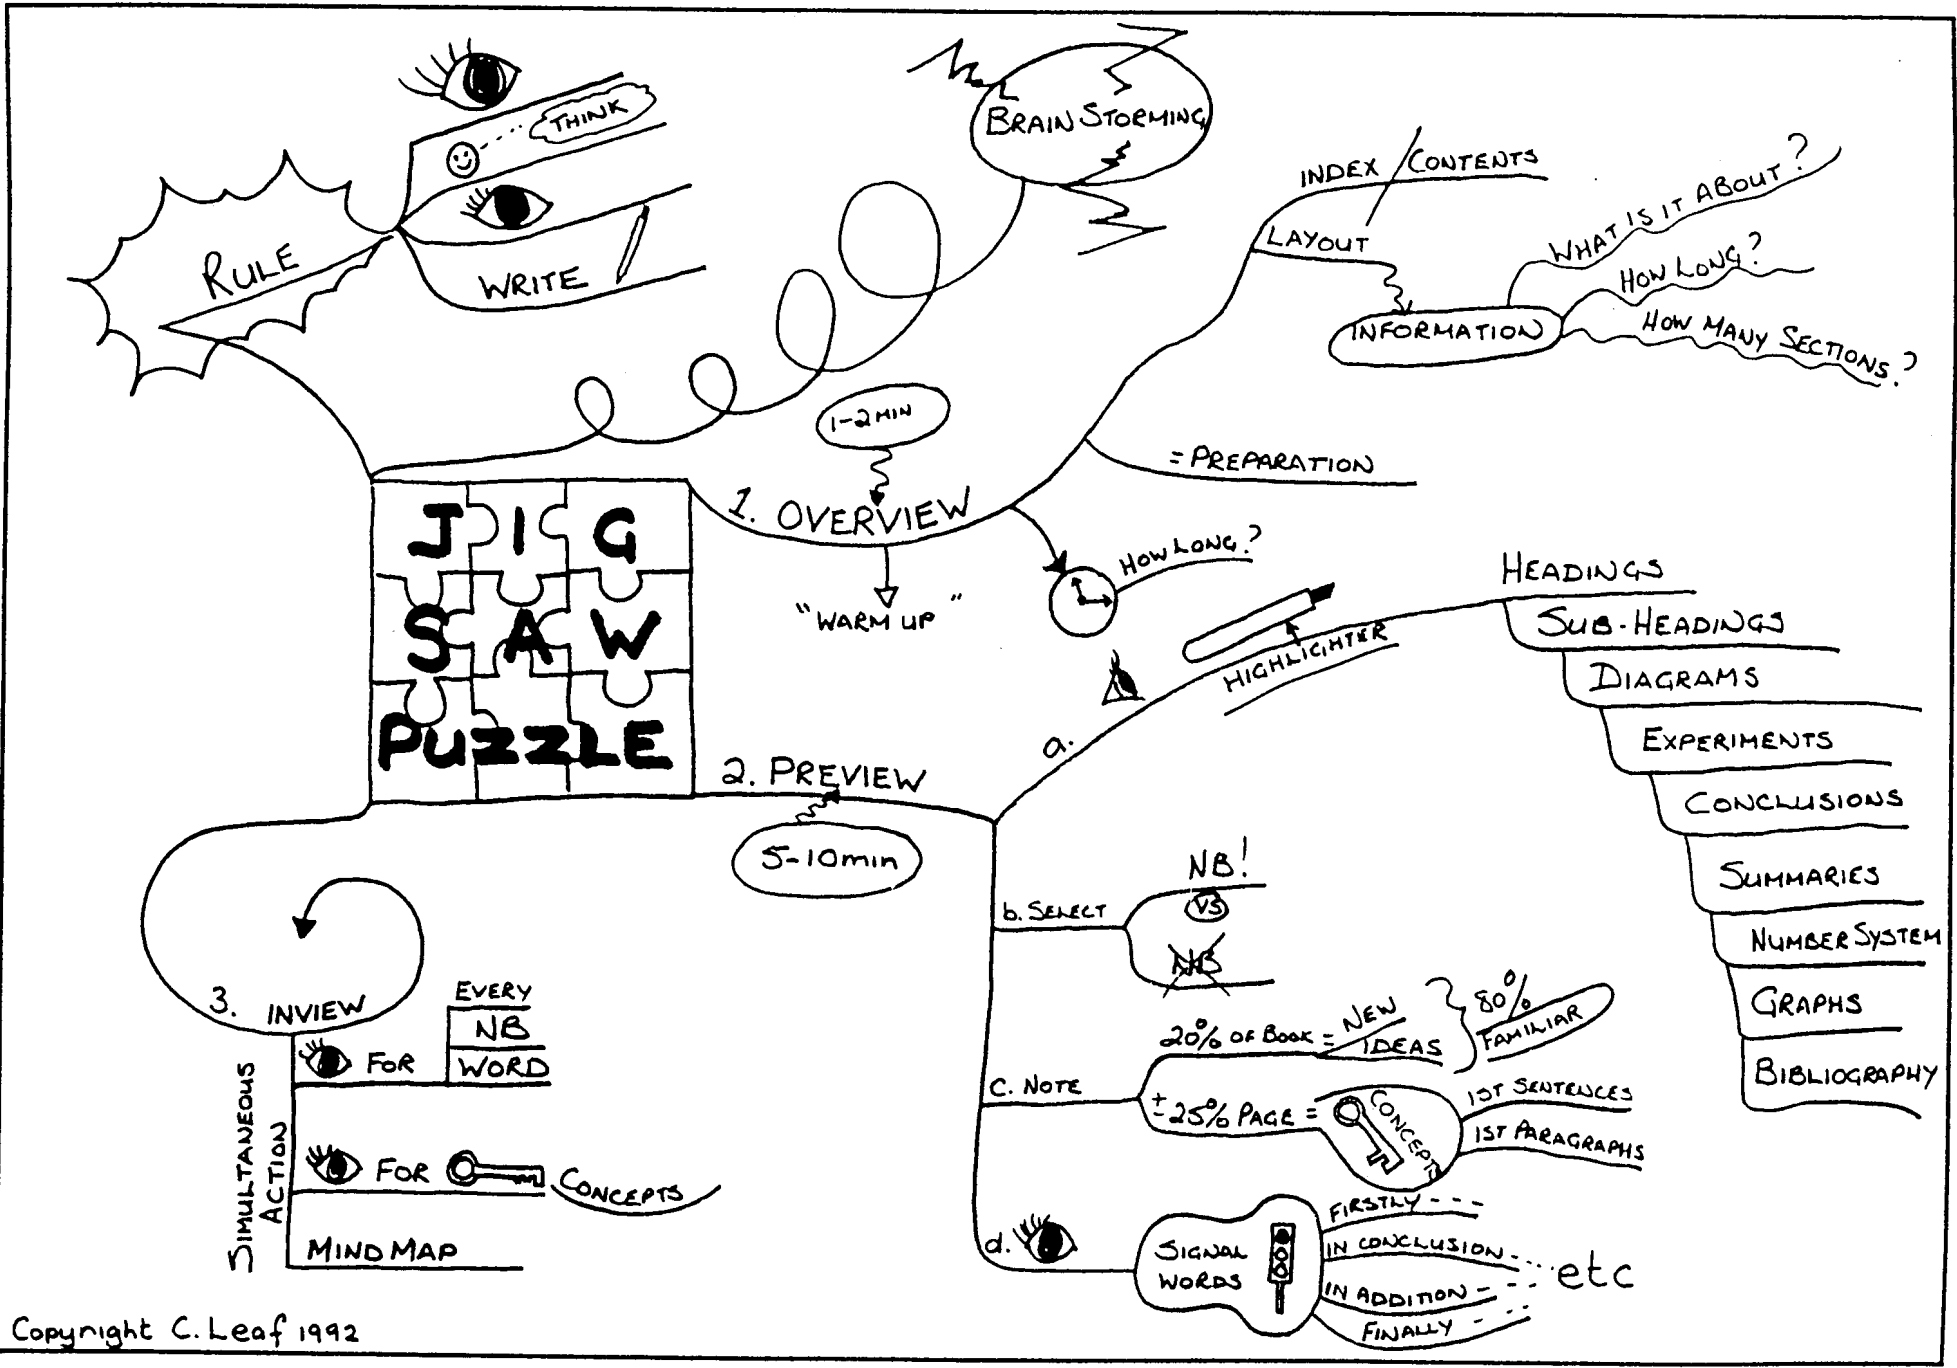 THINK
RULE
WRITE
BRAIN STORMING
INDEX / CONTENTS
LAYOUT
INFORMATION
WHAT IS IT ABOUT?
HOW LONG?
HOW MANY SECTIONS?
1-2 MIN
= PREPARATION
1. OVERVIEW
HOW LONG?
"WARM UP"
JIG
SAW
PUZZLE
2. PREVIEW
5-10min
a.
HIGHLIGHTER
HEADINGS
SUB-HEADINGS
DIAGRAMS
EXPERIMENTS
CONCLUSIONS
SUMMARIES
NUMBER SYSTEM
GRAPHS
BIBLIOGRAPHY
b. SELECT
NB!
VS
NB
c. NOTE
20% OF BOOK = NEW
IDEAS
80%
FAMILIAR
± 25% PAGE =
CONCEPTS
1ST SENTENCES
1ST PARAGRAPHS
d.
SIGNAL
WORDS
FIRSTLY ---
IN CONCLUSION -...
IN ADDITION ---
FINALLY -
etc
3. INVIEW
SIMULTANEOUS
ACTION
FOR
EVERY
NB
WORD
FOR
CONCEPTS
MIND MAP
Copyright C. Leaf 1992